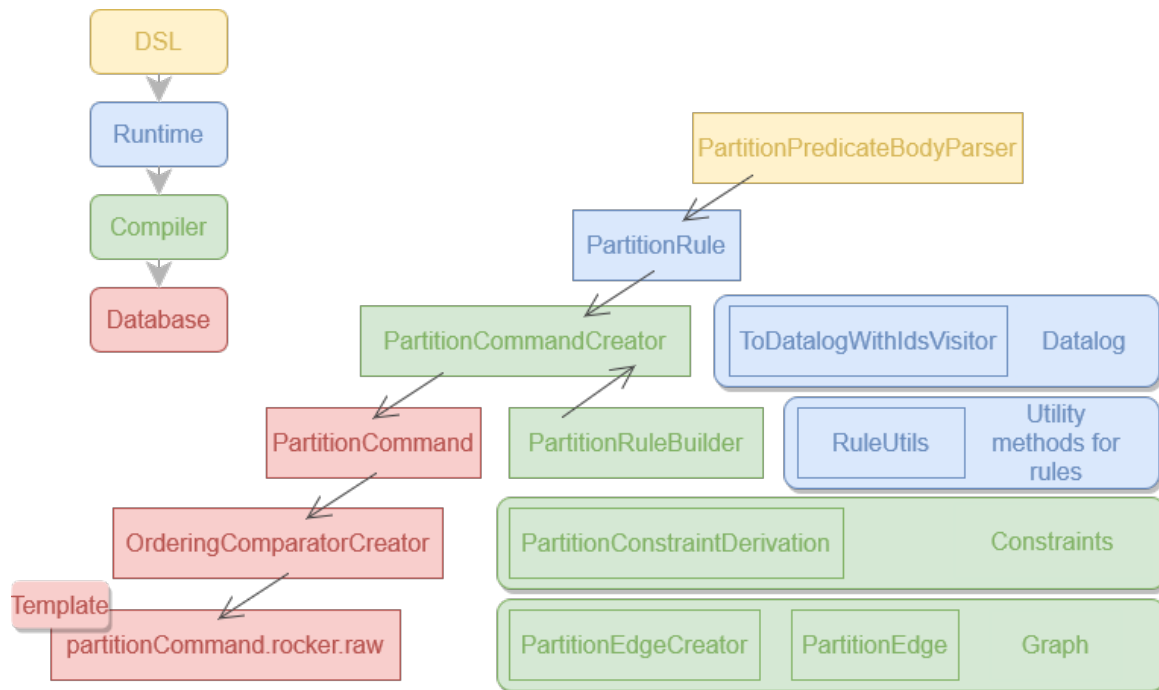 DSL
Runtime
Compiler
Database
PartitionPredicateBodyParser
PartitionRule
PartitionCommandCreator
ToDatalogWithIdsVisitor
Datalog
PartitionCommand
PartitionRuleBuilder
RuleUtils
Utility
methods for
rules
OrderingComparatorCreator
PartitionConstraintDerivation
Constraints
Template
partitionCommand.rocker.raw
PartitionEdgeCreator
PartitionEdge
Graph